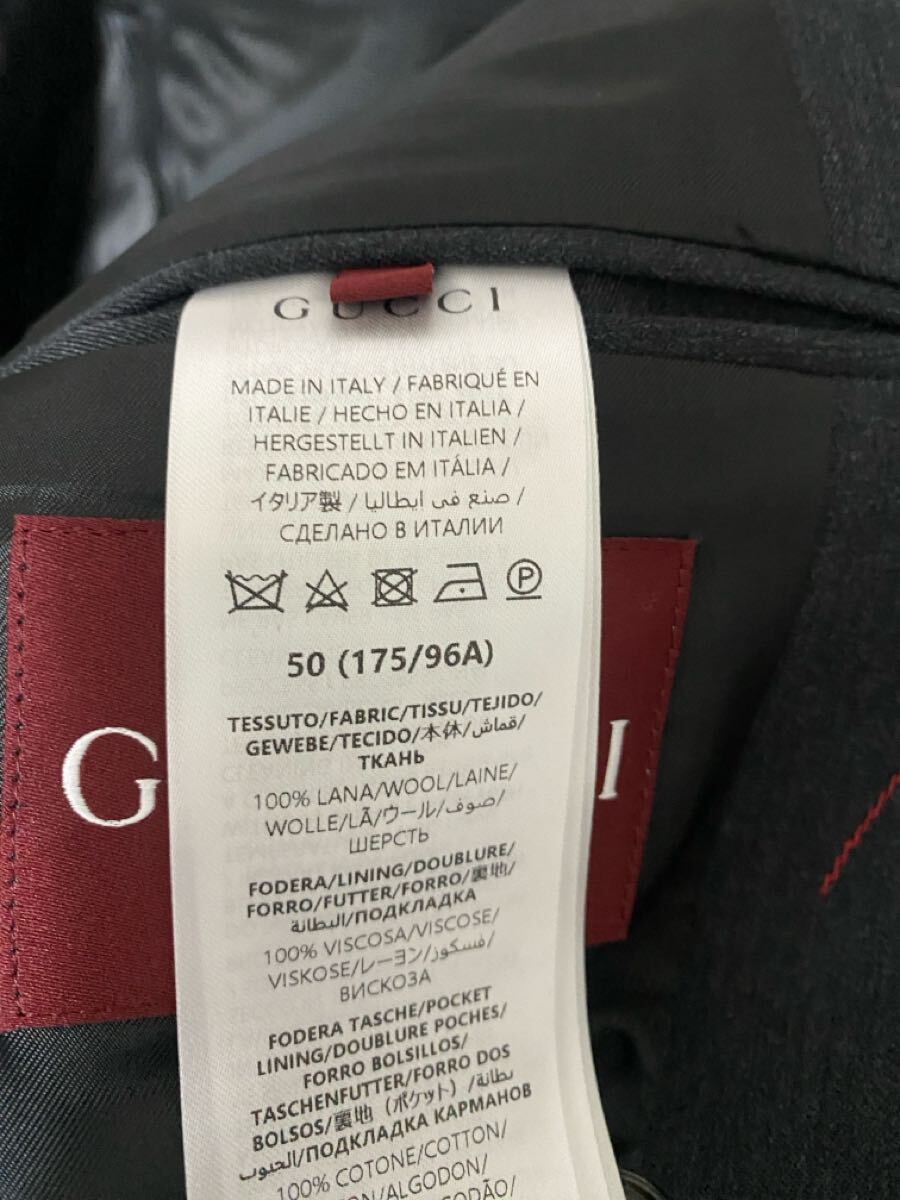 GUCCI
MADE IN ITALY / FABRIQUÉ EN
ITALIE / HECHO EN ITALIA /
HERGESTELLT IN ITALIEN /
FABRICADO EM ITÁLIA /
イタリア製 / صنع في ايطاليا /
СДЕЛАНО В ИТАЛИИ
P
50 (175/96A)
TESSUTO/FABRIC/TISSU/TEJIDO/
GEWEBE/TECIDO/本体/قماش/
ТКАНЬ
100% LANA/WOOL/LAINE/
WOLLE/LÃ/ウール/صوف/
ШЕРСТЬ
FODERA/LINING/DOUBLURE/
FORRO/FUTTER/FORRO/裏地/
البطانة/ПОДКЛАДКА
100% VISCOSA/VISCOSE/
VISKOSE/レーヨン/فسكوز/
ВИСКОЗА
FODERA TASCHE/POCKET
LINING/DOUBLURE POCHES/
FORRO BOLSILLOS/
TASCHENFUTTER/FORRO DOS
BOLSOS/裏地 (ポケット) /بطانة
الجيوب/ПОДКЛАДКА КАРМАНОВ
100% COTONE/COTTON/
/ALGODON/
G I